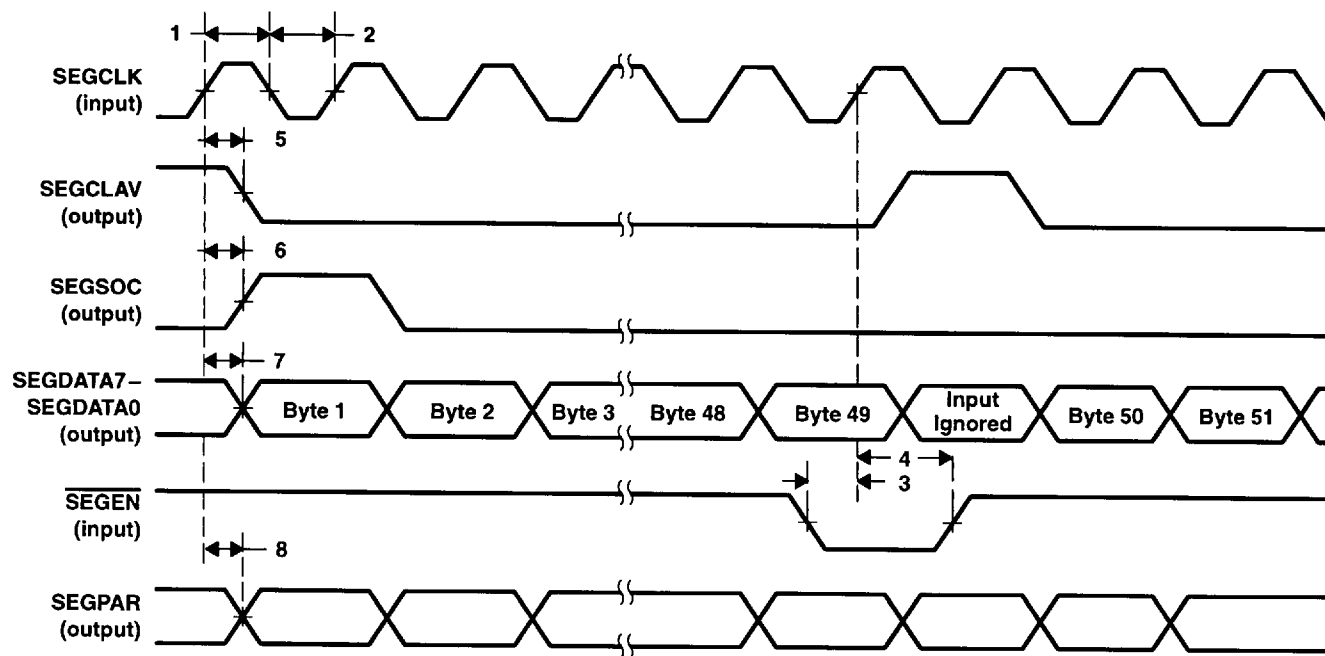 1
2
SEGCLK
(input)
5
SEGCLAV
(output)
6
SEGSOC
(output)
7
SEGDATA7–
SEGDATA0
(output)
Byte 1
Byte 2
Byte 3
Byte 48
Byte 49
Input
Ignored
Byte 50
Byte 51
4
3
SEGEN
(input)
8
SEGPAR
(output)